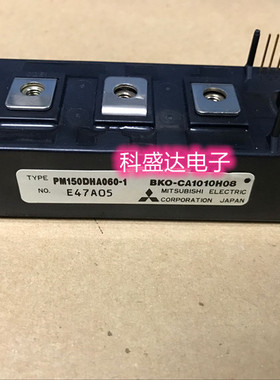 科盛达电子
TYPE PM150DHA060-1 BKO-CA1010H08
NO. E47A05 MITSUBISHI ELECTRIC
CORPORATION JAPAN